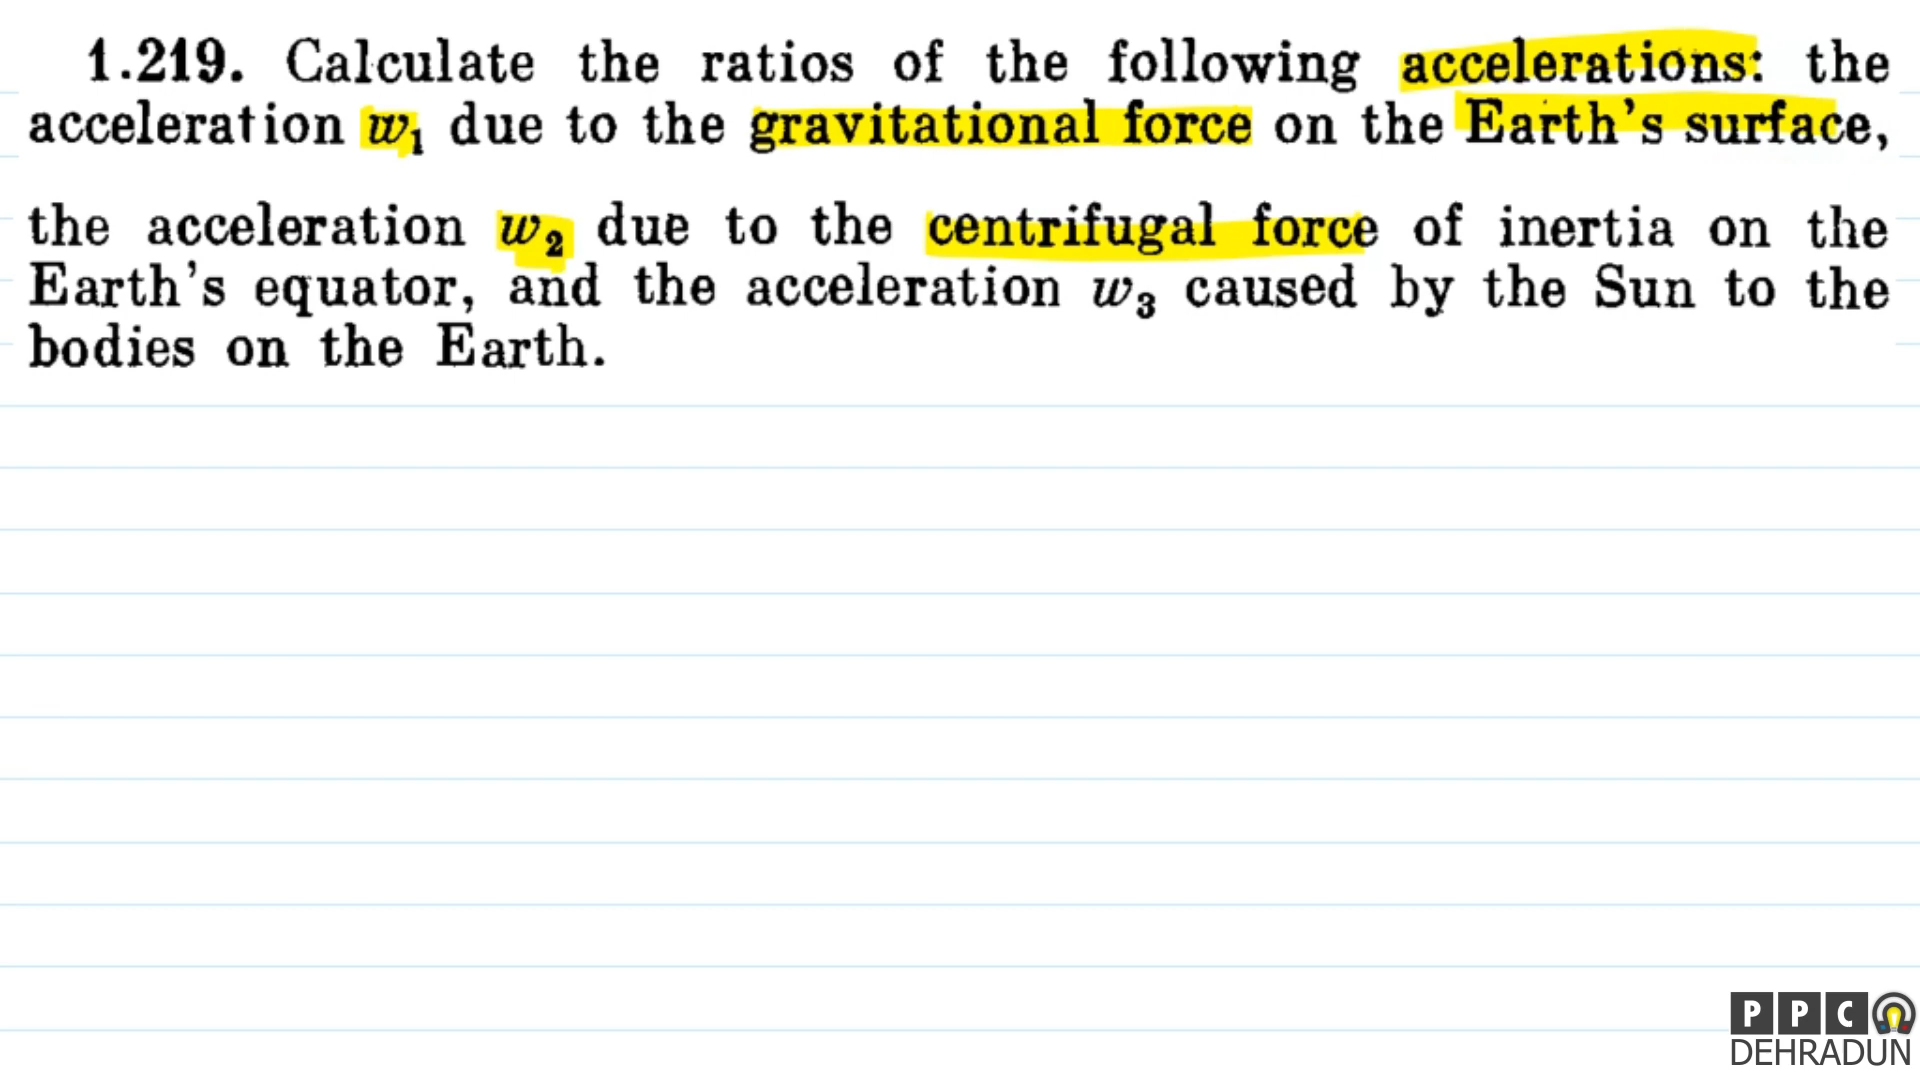 1.219. Calculate the ratios of the following accelerations: the
acceleration w₁ due to the gravitational force on the Earth's surface,
the acceleration w₂ due to the centrifugal force of inertia on the
Earth's equator, and the acceleration w₃ caused by the Sun to the
bodies on the Earth.
PPC
DEHRADUN